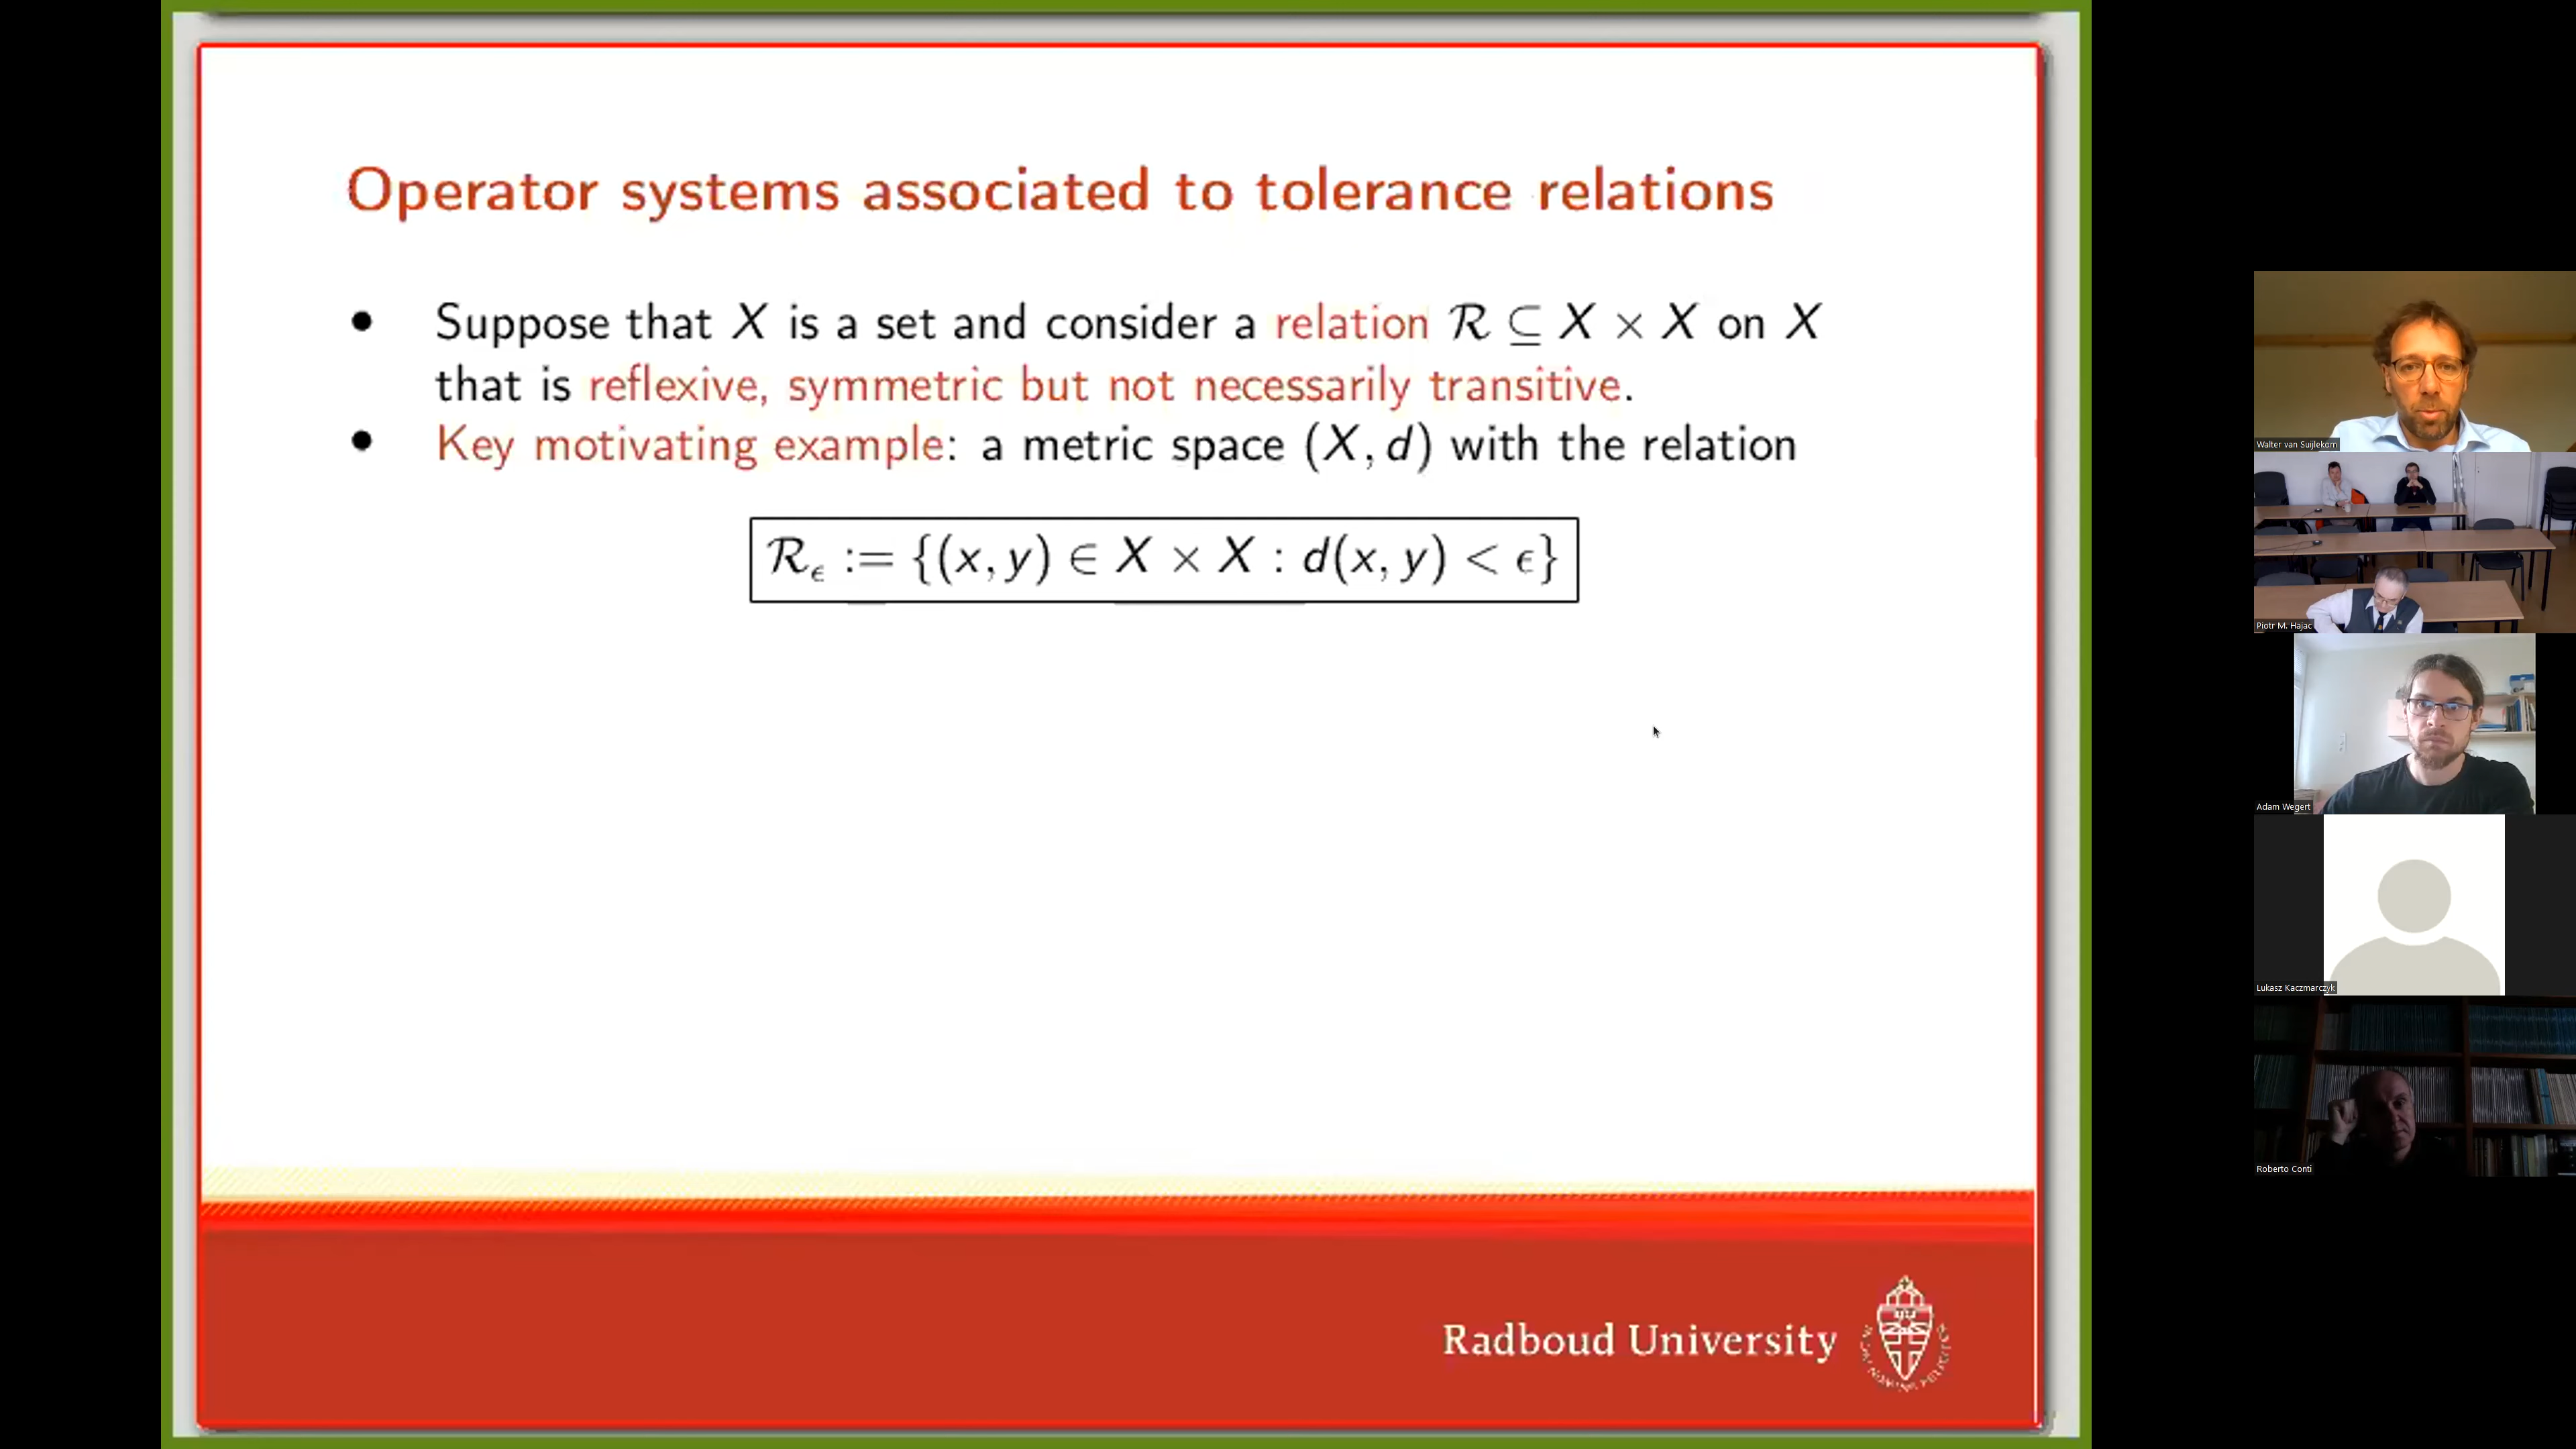 Operator systems associated to tolerance relations
• Suppose that X is a set and consider a relation ℛ ⊆ X × X on X
that is reflexive, symmetric but not necessarily transitive.
• Key motivating example: a metric space (X, d) with the relation
ℛ_ϵ := {(x, y) ∈ X × X : d(x, y) < ϵ}
Radboud University
Walter van Suijlekom
Piotr M. Hajac
Adam Wegert
Lukasz Kaczmarczyk
Roberto Conti